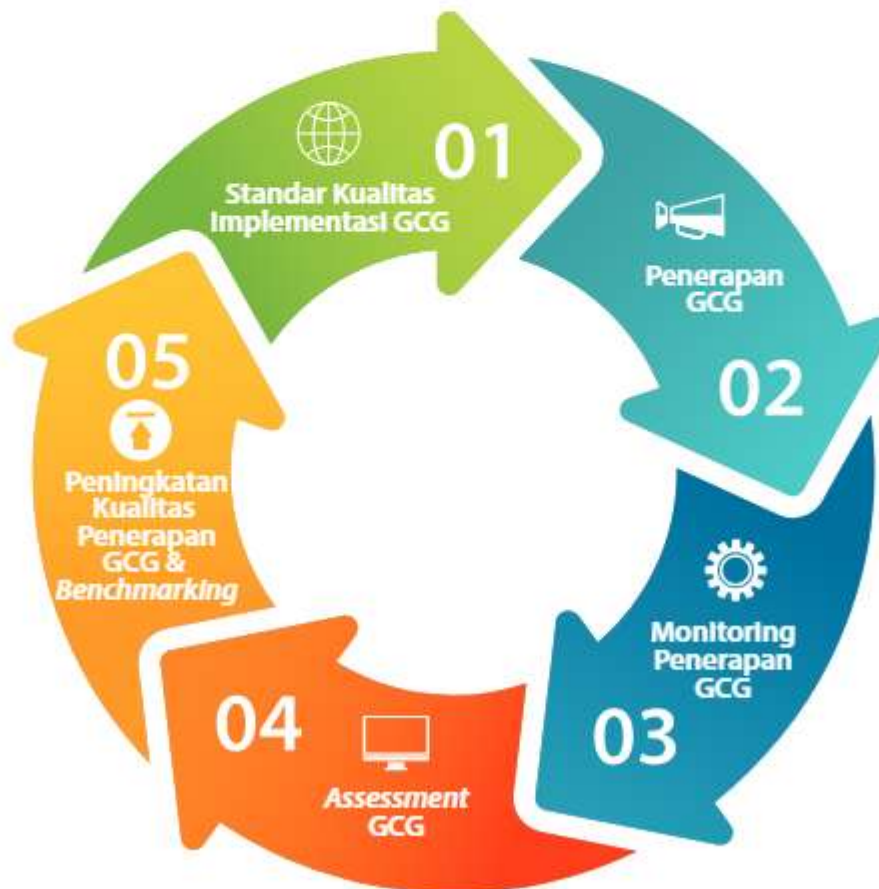 01
Standar Kualitas
Implementasi GCG
Penerapan
GCG
02
Monitoring
Penerapan
GCG
03
04
Assessment
GCG
05
Peningkatan
Kualitas
Penerapan
GCG &
Benchmarking